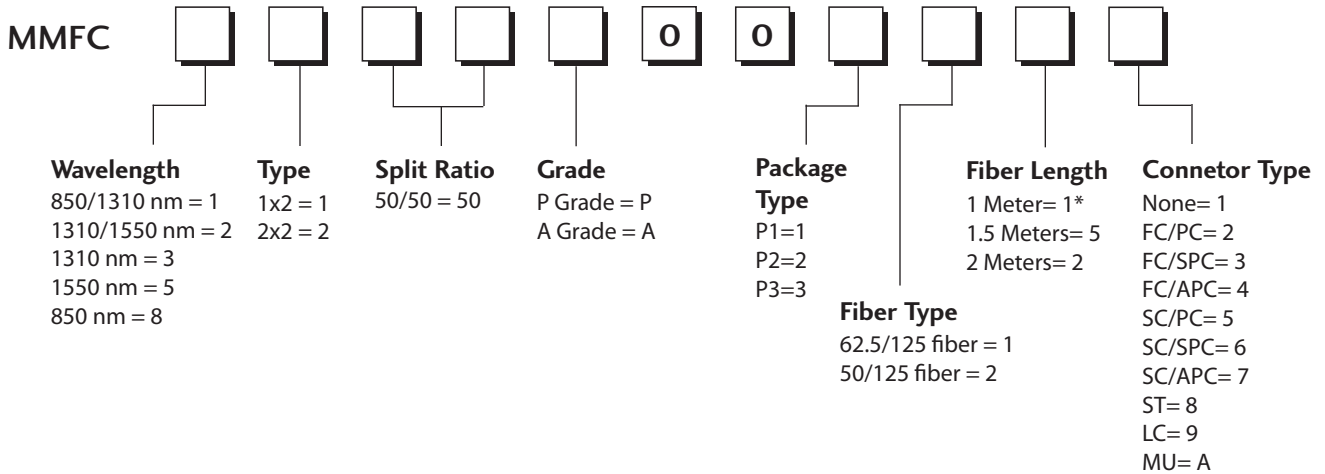 MMFC 0 0
Wavelength
850/1310 nm = 1
1310/1550 nm = 2
1310 nm = 3
1550 nm = 5
850 nm = 8
Type
1x2 = 1
2x2 = 2
Split Ratio
50/50 = 50
Grade
P Grade = P
A Grade = A
Package
Type
P1=1
P2=2
P3=3
Fiber Type
62.5/125 fiber = 1
50/125 fiber = 2
Fiber Length
1 Meter= 1*
1.5 Meters= 5
2 Meters= 2
Connetor Type
None= 1
FC/PC= 2
FC/SPC= 3
FC/APC= 4
SC/PC= 5
SC/SPC= 6
SC/APC= 7
ST= 8
LC= 9
MU= A